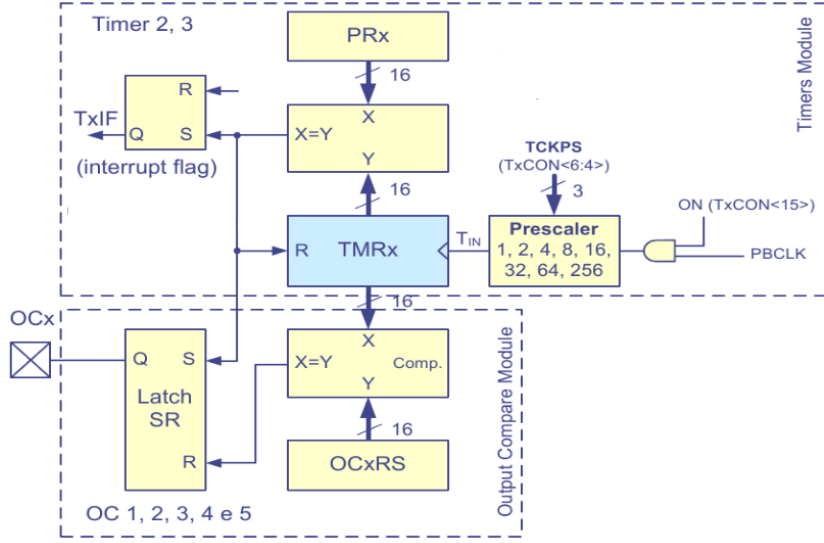 Timer 2, 3
PRx
16
R
TxIF
Q
S
(interrupt flag)
X=Y
X
Y
16
TCKPS
(TxCON<6:4>)
3
ON (TxCON<15>)
PBCLK
Prescaler
1, 2, 4, 8, 16,
32, 64, 256
TIN
R
TMRx
Timers Module
16
OCx
Q
S
Latch
SR
R
X=Y
X
Comp.
Y
16
OCxRS
OC 1, 2, 3, 4 e 5
Output Compare Module